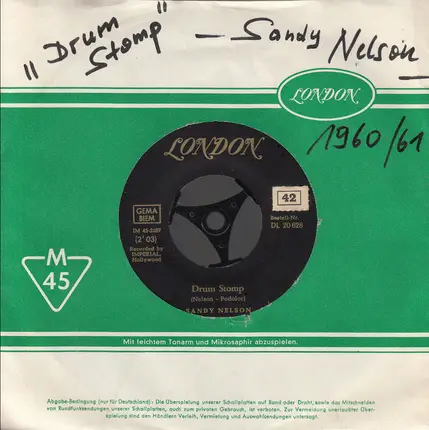 "Drum Stomp" – Sandy Nelson
LONDON
1960/61
LONDON
GEMA
BIEM
42
(2'03)
Recorded by
IMPERIAL,
Hollywood
Bestell-Nr.
DL 20 628
M
45
Drum Stomp
(Nelson - Podolor)
SANDY NELSON
Mit leichtem Tonarm und Mikrosaphir abzuspielen.
Abgabe-Bedingung (nur für Deutschland): Die Überspielung unserer Schallplatten auf Band oder Draht, sowie das Mitschneiden
von Rundfunksendungen unserer Schallplatten, auch zum privaten Gebrauch, ist verboten. Zur Vermeidung unerlaubter Über-
spielung sind den Händlern Verleih, Vermietung und Auswahlsendungen untersagt.